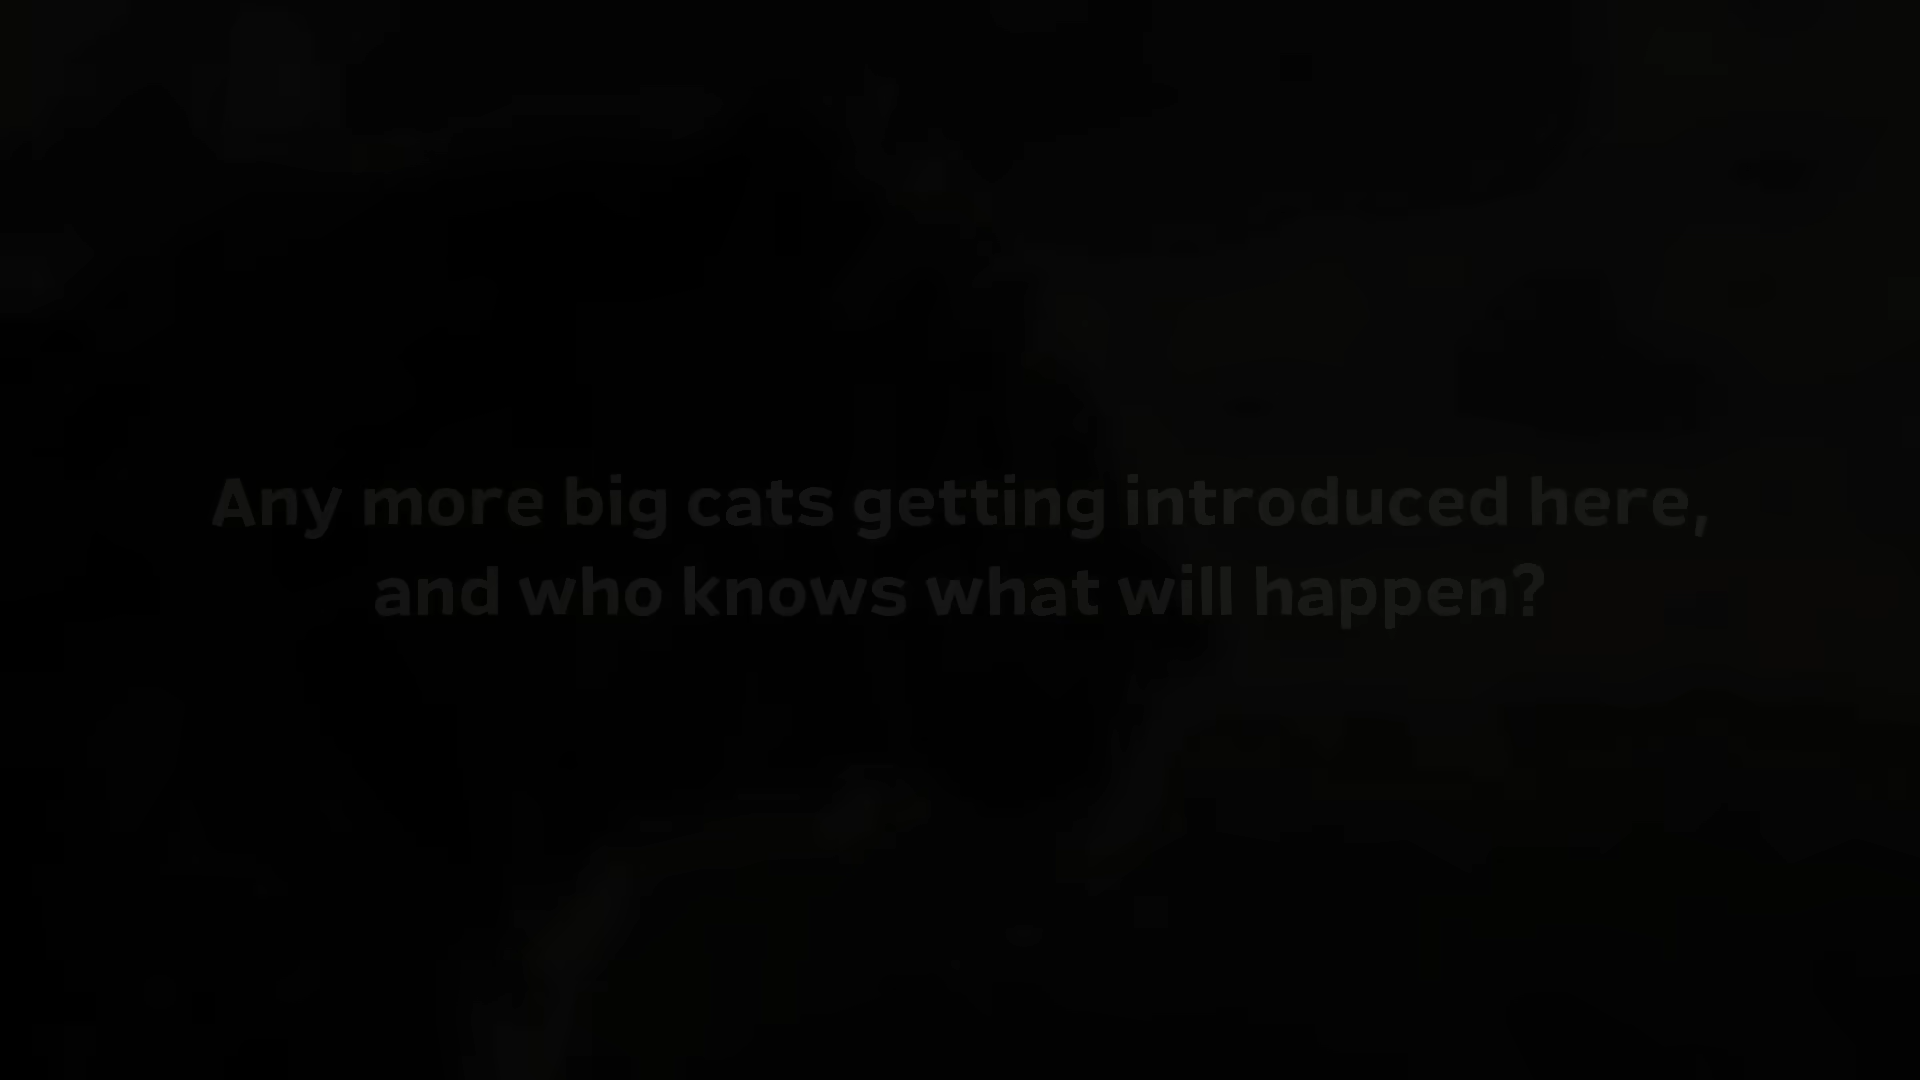 Any more big cats getting introduced here,
and who knows what will happen?